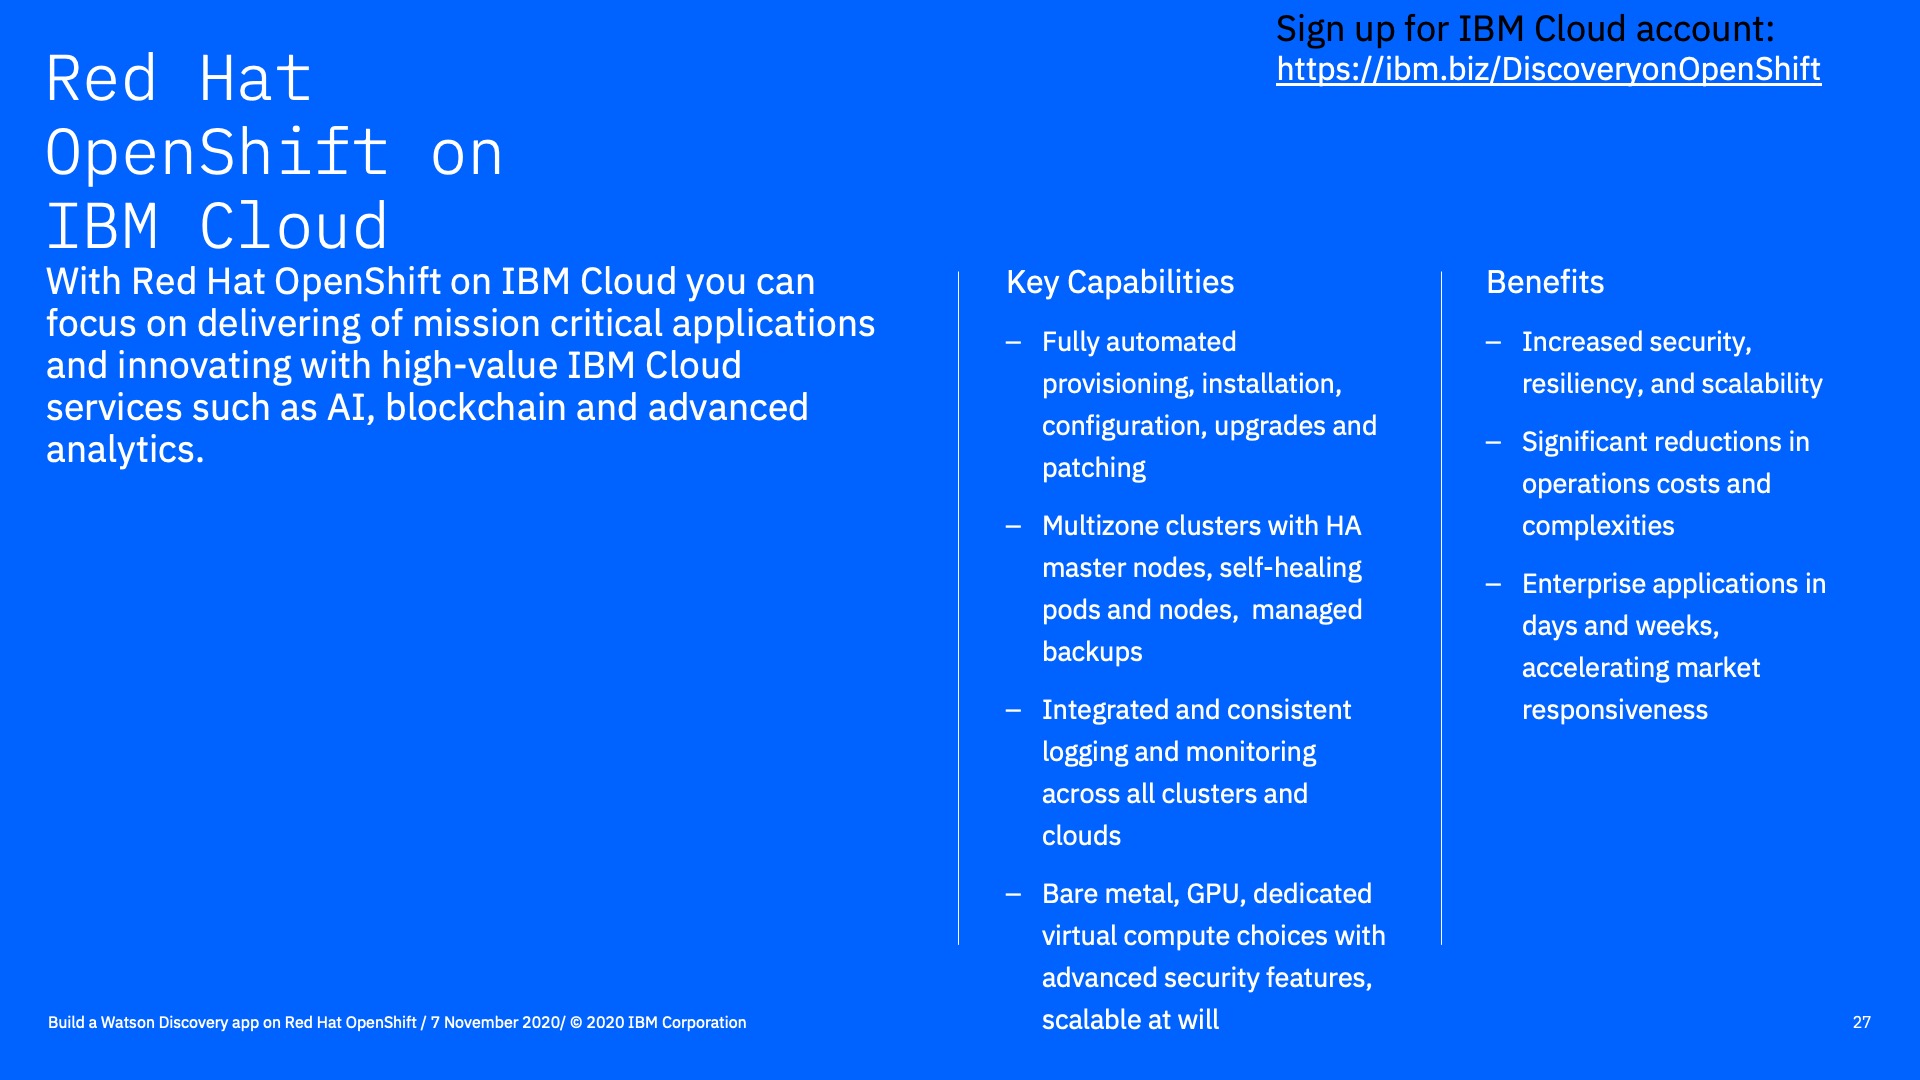 Sign up for IBM Cloud account:
https://ibm.biz/DiscoveryonOpenShift
Red Hat
OpenShift on
IBM Cloud
With Red Hat OpenShift on IBM Cloud you can
focus on delivering of mission critical applications
and innovating with high-value IBM Cloud
services such as AI, blockchain and advanced
analytics.
Key Capabilities
– Fully automated
provisioning, installation,
configuration, upgrades and
patching
– Multizone clusters with HA
master nodes, self-healing
pods and nodes,  managed
backups
– Integrated and consistent
logging and monitoring
across all clusters and
clouds
– Bare metal, GPU, dedicated
virtual compute choices with
advanced security features,
scalable at will
Benefits
– Increased security,
resiliency, and scalability
– Significant reductions in
operations costs and
complexities
– Enterprise applications in
days and weeks,
accelerating market
responsiveness
Build a Watson Discovery app on Red Hat OpenShift / 7 November 2020/ © 2020 IBM Corporation
27